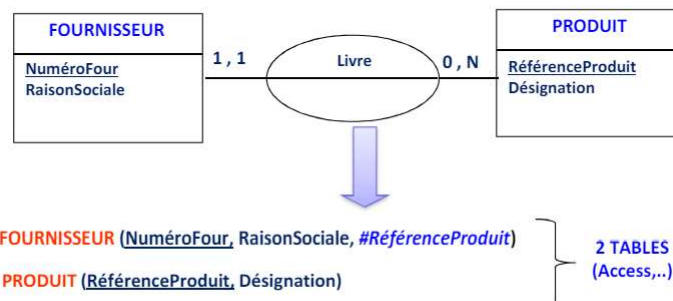 FOURNISSEUR
NuméroFour
RaisonSociale
1 , 1
Livre
0 , N
PRODUIT
RéférenceProduit
Désignation
FOURNISSEUR (NuméroFour, RaisonSociale, #RéférenceProduit)
PRODUIT (RéférenceProduit, Désignation)
2 TABLES
(Access,..)